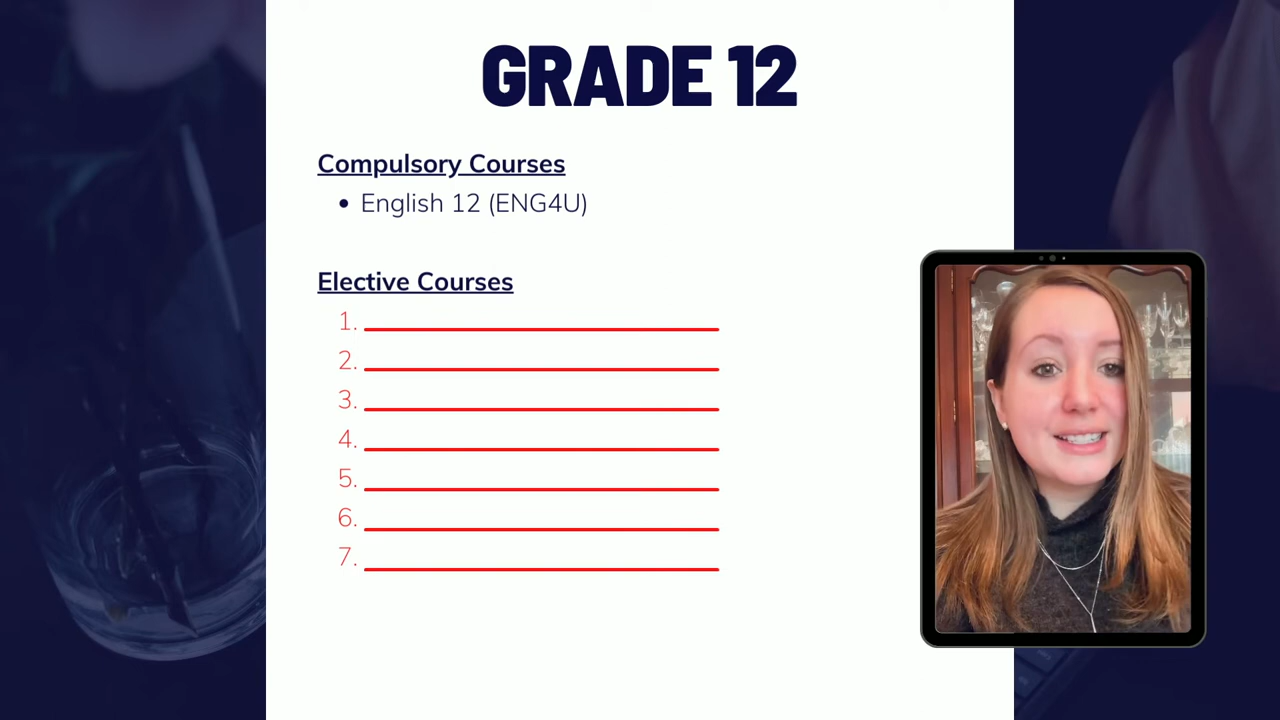 GRADE 12
Compulsory Courses
• English 12 (ENG4U)
Elective Courses
1.
2.
3.
4.
5.
6.
7.